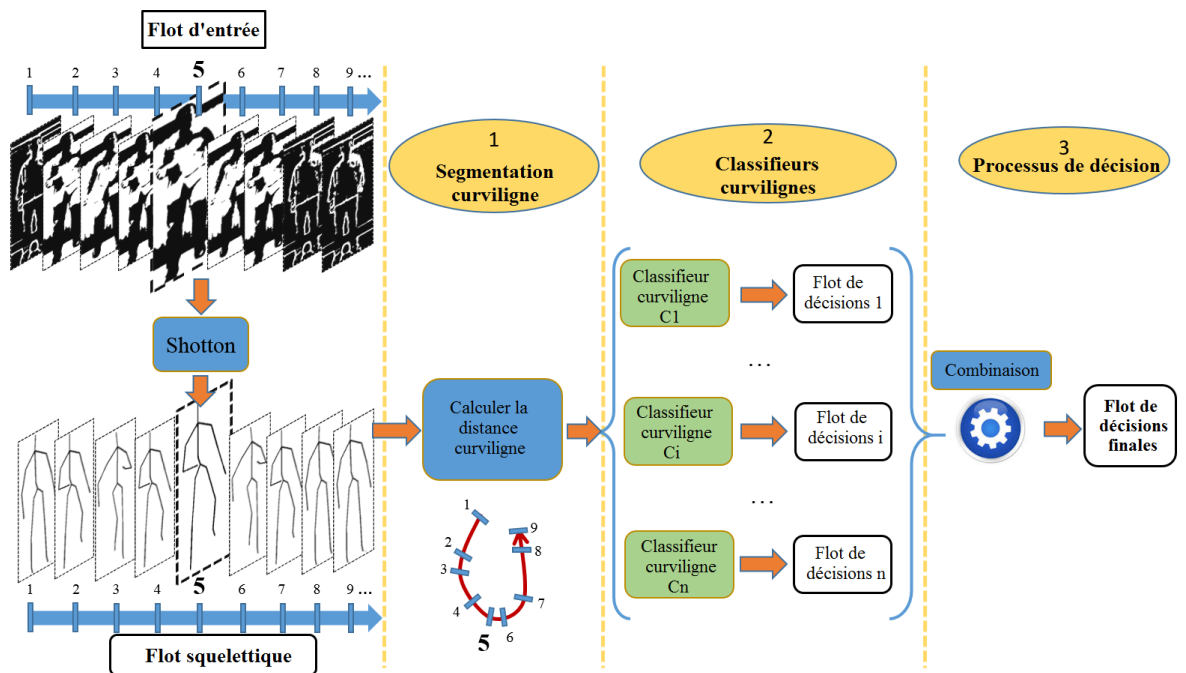 Flot d'entrée
1 2 3 4 5 6 7 8 9 ...
Shotton
1 2 3 4 5 6 7 8 9 ...
Flot squelettique
1
Segmentation
curviligne
Calculer la
distance
curviligne
1
2
3
4
5
6
7
8
9
2
Classifieurs
curvilignes
Classifieur
curviligne
C1
Flot de
décisions 1
...
Classifieur
curviligne
Ci
Flot de
décisions i
...
Classifieur
curviligne
Cn
Flot de
décisions n
3
Processus de décision
Combinaison
Flot de
décisions
finales